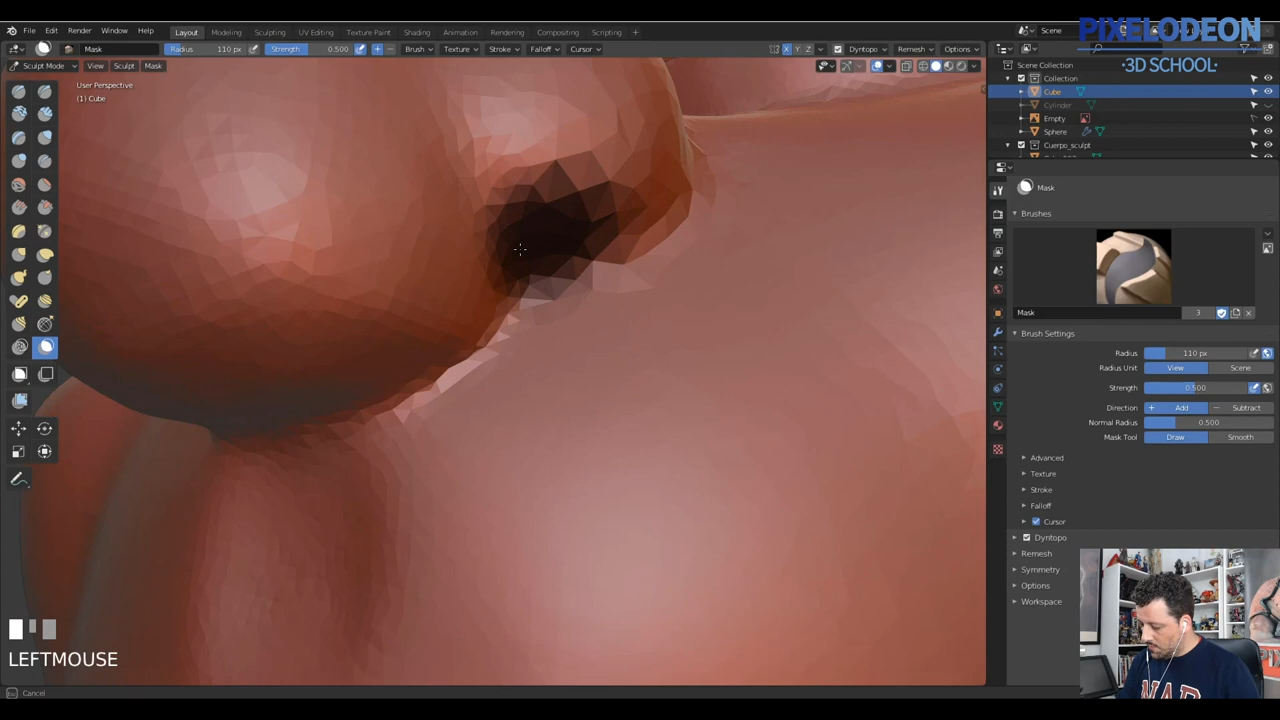 File Edit Render Window Help Layout Modeling Sculpting UV Editing Texture Paint Shading Animation Rendering Compositing Scripting + Scene
PIXELODEON
·3D SCHOOL·
Mask Radius 110 px Strength 0.500 Brush Texture Stroke Falloff Cursor X Y Z Dyntopo Remesh Options
Sculpt Mode View Sculpt Mask
Scene Collection
Collection
Cube
Cylinder
Empty
Sphere
Cuerpo_sculpt
User Perspective
(1) Cube
Mask
Brushes
Mask 3
Brush Settings
Radius 110 px
Radius Unit View Scene
Strength 0.500
Direction + Add − Subtract
Normal Radius 0.500
Mask Tool Draw Smooth
Advanced
Texture
Stroke
Falloff
Cursor
Dyntopo
Remesh
Symmetry
Options
Workspace
LEFTMOUSE
Cancel